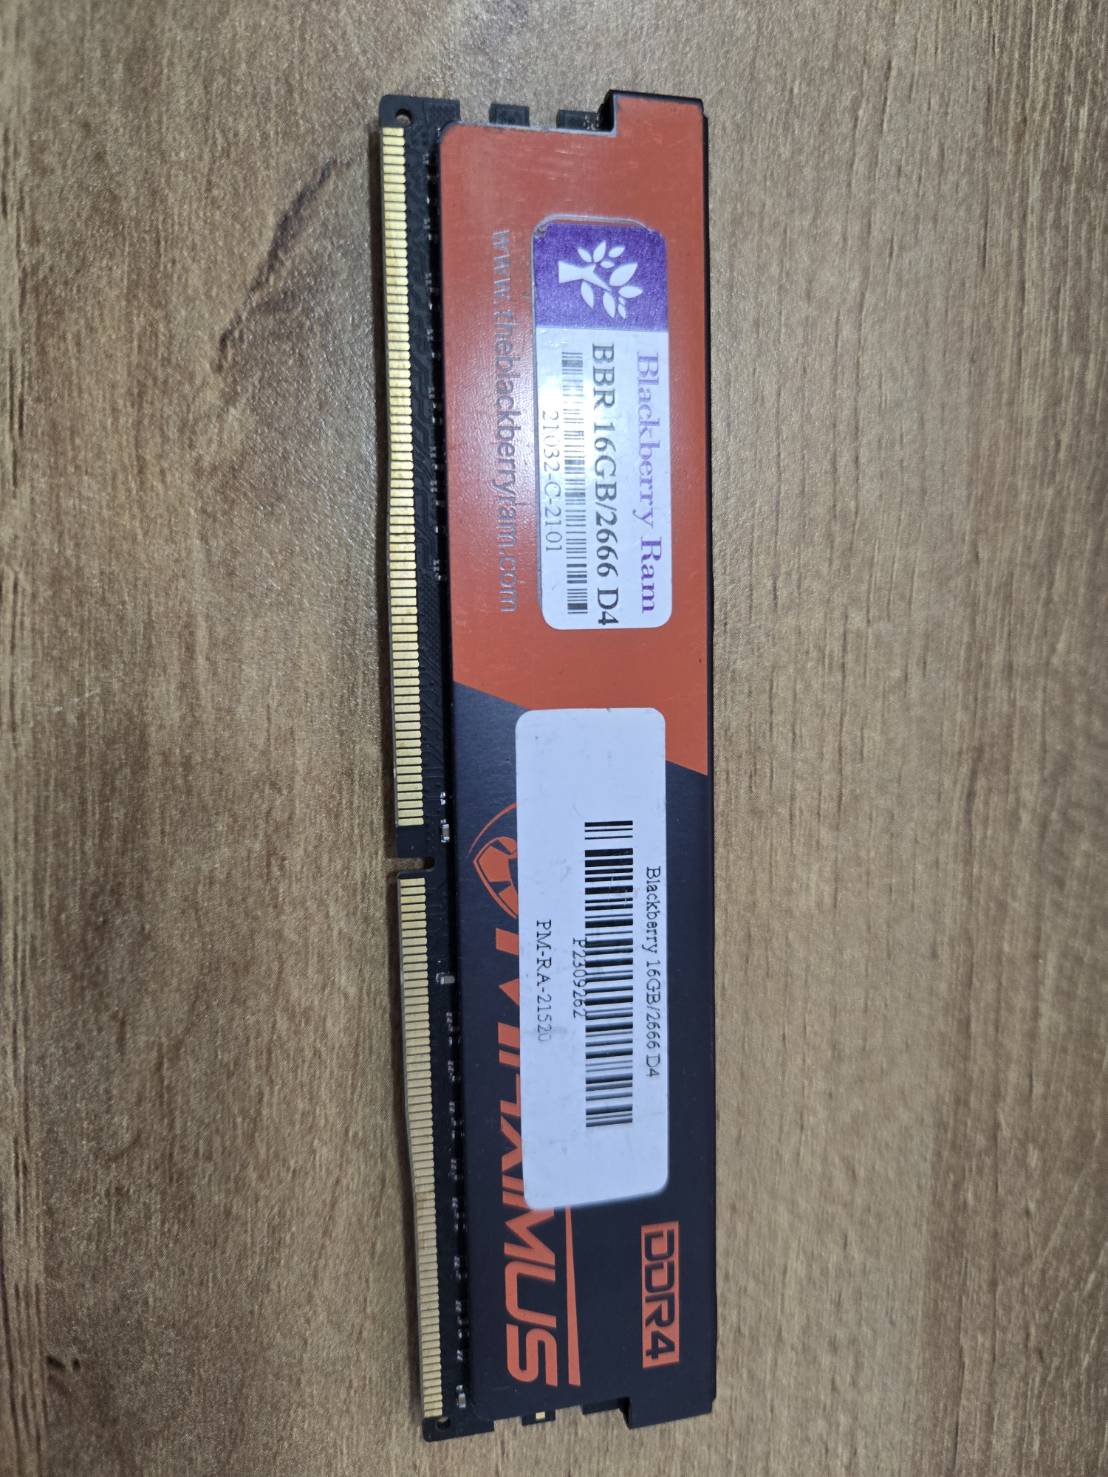 Blackberry Ram
BBR 16GB/2666 D4
21032-C-2101
www.theblackberryram.com
Blackberry 16GB/2666 D4
P2309262
PM-RA-21520
DDR4